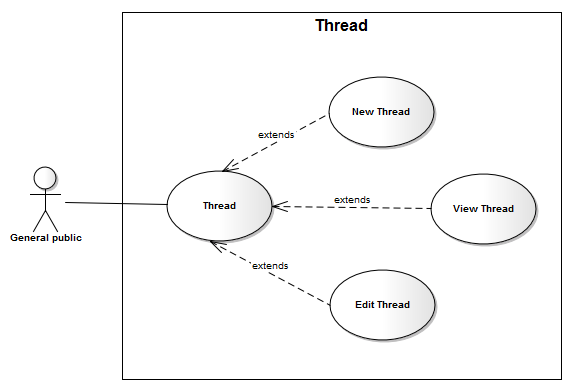 Thread
New Thread
extends
extends
Thread
View Thread
General public
extends
Edit Thread